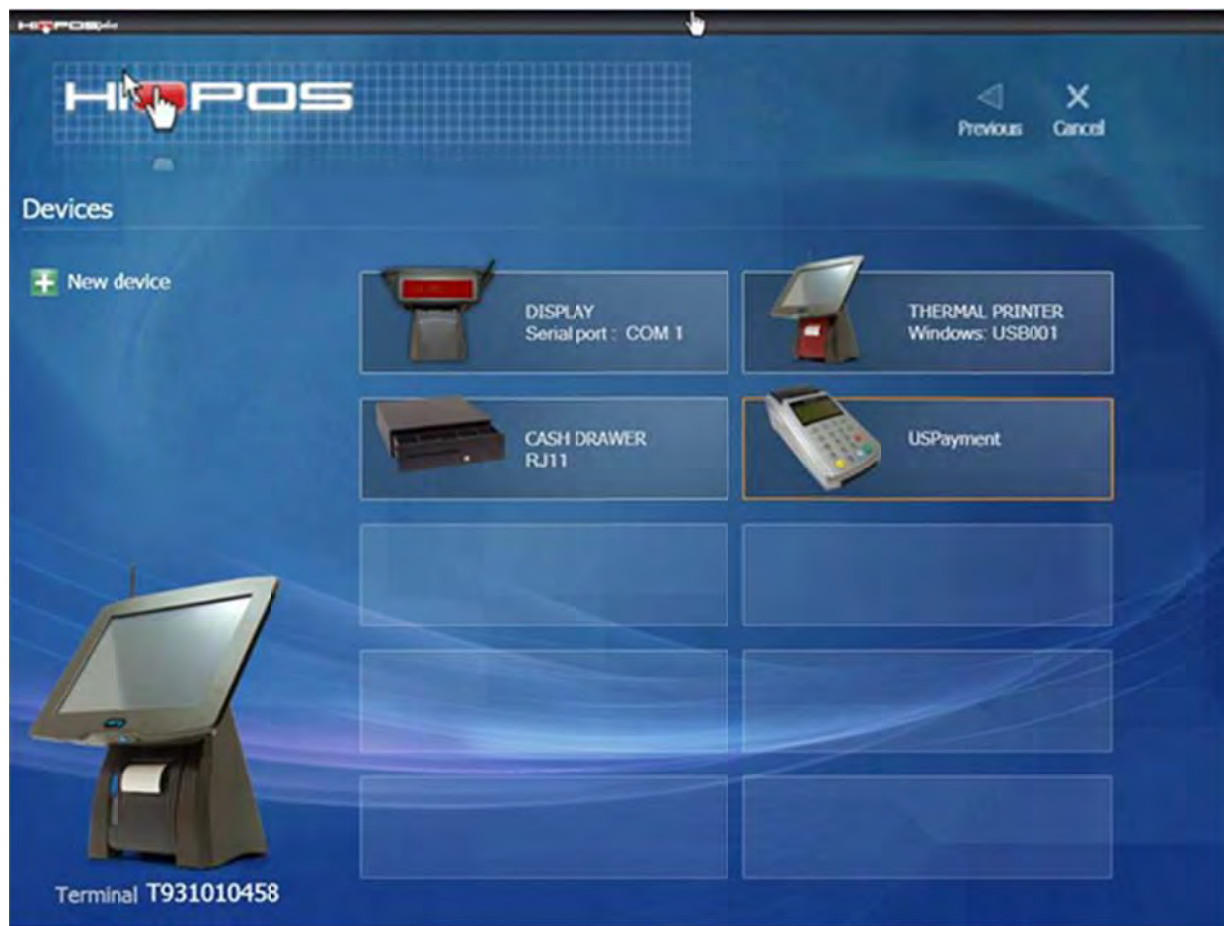 HIOPOS
Previous
Cancel
Devices
New device
DISPLAY
Serial port : COM 1
THERMAL PRINTER
Windows: USB001
CASH DRAWER
RJ11
USPayment
Terminal T931010458